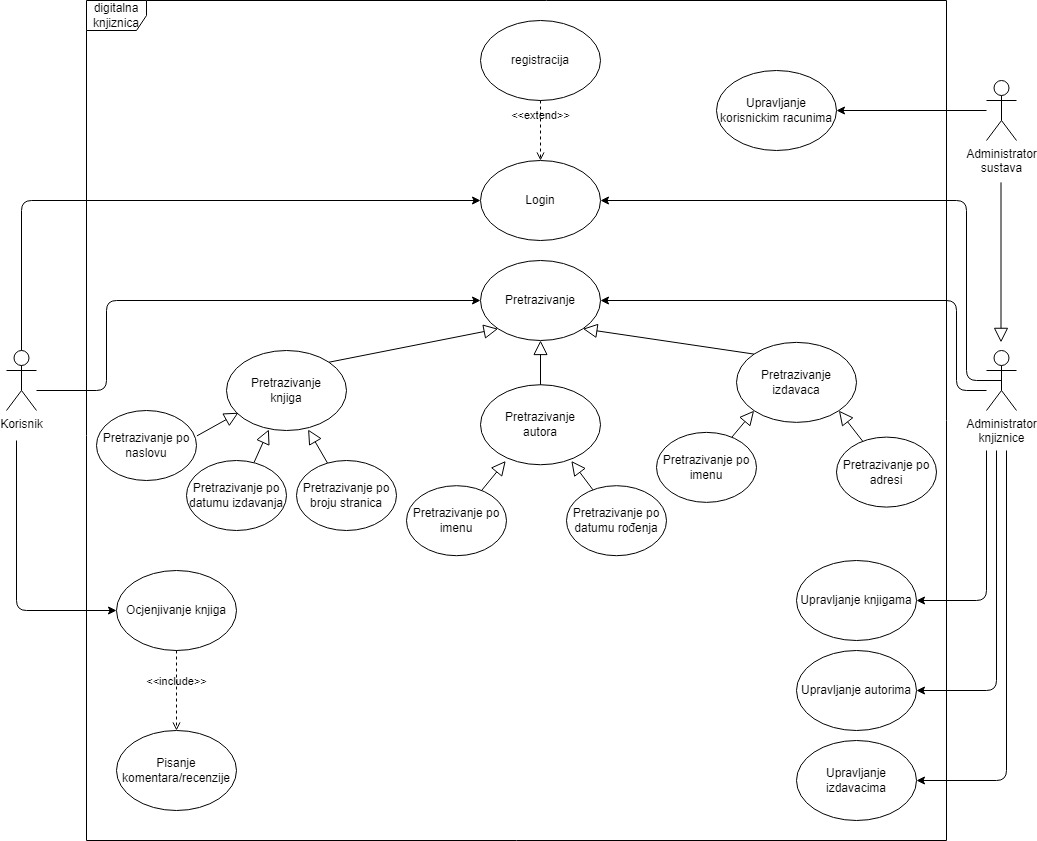 digitalna
knjiznica
registracija
<<extend>>
Upravljanje
korisnickim racunima
Administrator
sustava
Login
Pretrazivanje
Pretrazivanje
knjiga
Pretrazivanje
izdavaca
Pretrazivanje
autora
Korisnik
Administrator
knjiznice
Pretrazivanje po
naslovu
Pretrazivanje po
datumu izdavanja
Pretrazivanje po
broju stranica
Pretrazivanje po
imenu
Pretrazivanje po
datumu rođenja
Pretrazivanje po
imenu
Pretrazivanje po
adresi
Ocjenjivanje knjiga
<<include>>
Pisanje
komentara/recenzije
Upravljanje knjigama
Upravljanje autorima
Upravljanje
izdavacima